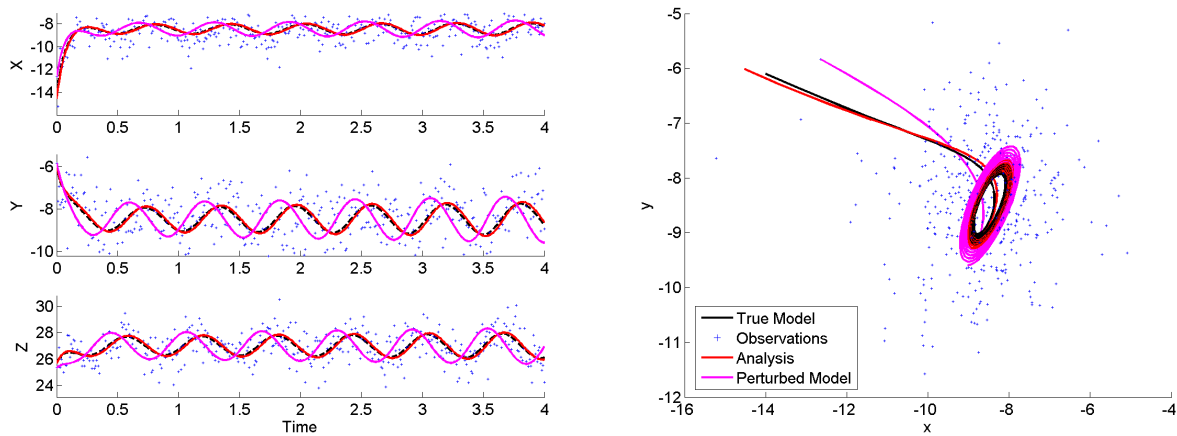 -8
-10
-12
-14
X
0 0.5 1 1.5 2 2.5 3 3.5 4
-6
-8
-10
Y
0 0.5 1 1.5 2 2.5 3 3.5 4
30
28
26
24
Z
0 0.5 1 1.5 2 2.5 3 3.5 4
Time
-5
-6
-7
-8
-9
-10
-11
-12
y
True Model
Observations
Analysis
Perturbed Model
-16 -14 -12 -10 -8 -6 -4
x